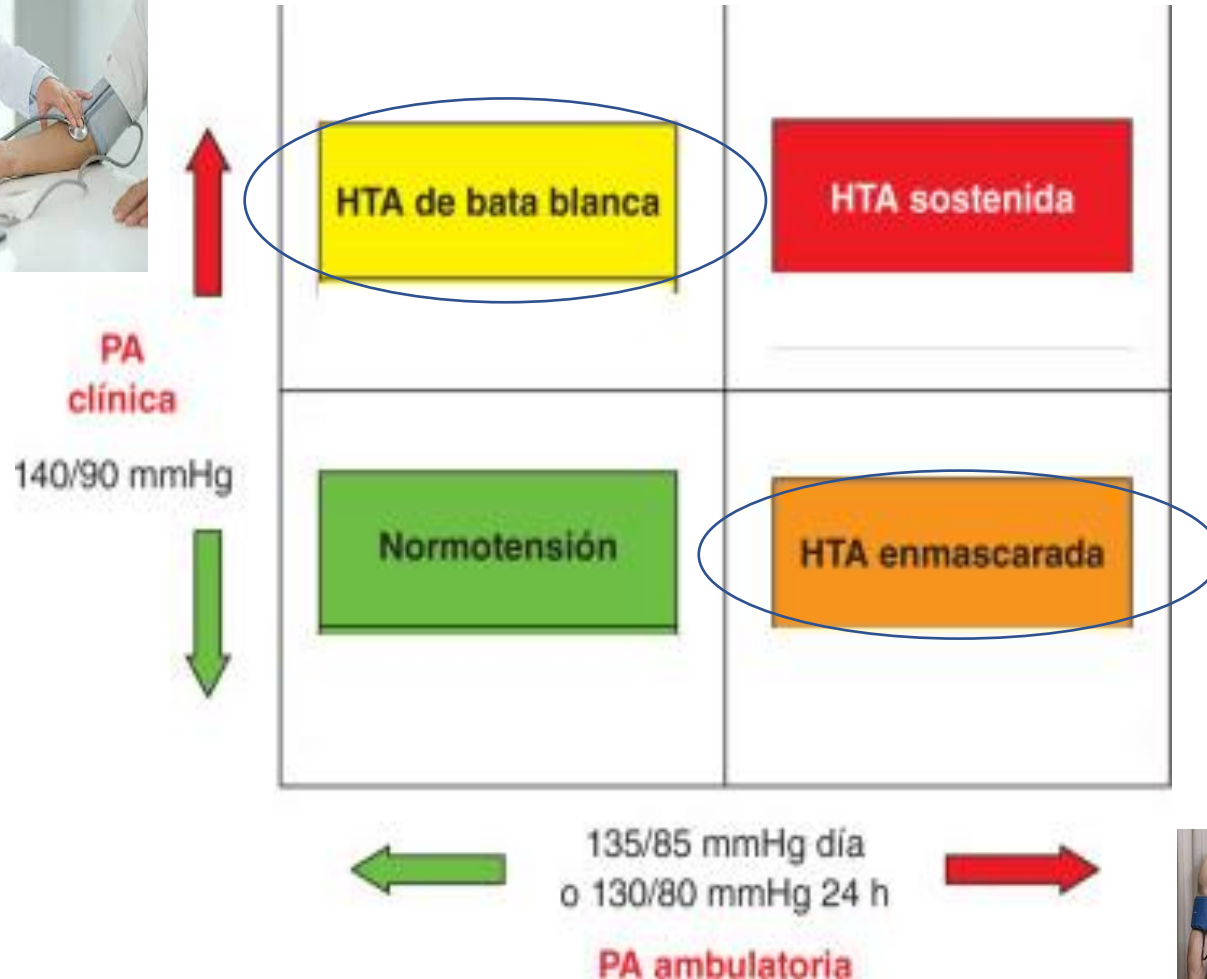 HTA de bata blanca
HTA sostenida
PA
clínica
140/90 mmHg
Normotensión
HTA enmascarada
135/85 mmHg día
o 130/80 mmHg 24 h
PA ambulatoria